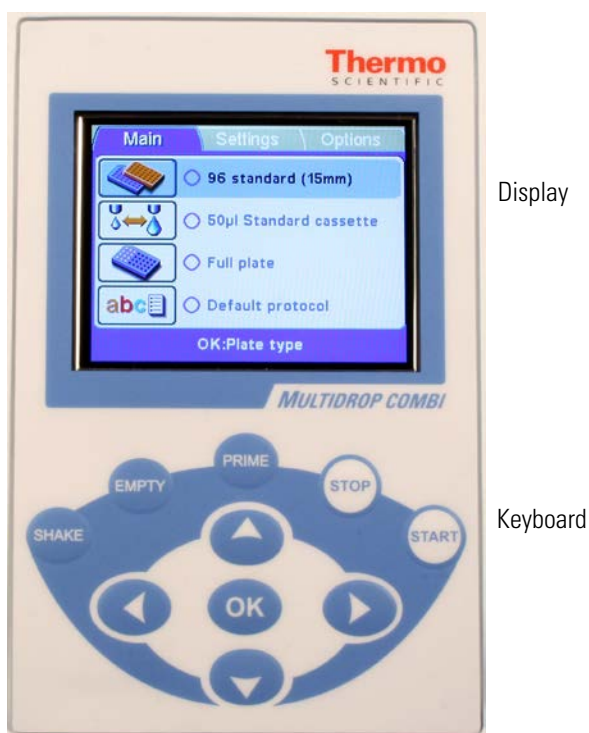 Thermo
SCIENTIFIC
Main Settings Options
96 standard (15mm)
50µl Standard cassette
Full plate
abc Default protocol
OK:Plate type
MULTIDROP COMBI
Display
PRIME
EMPTY STOP
SHAKE START
Keyboard
OK